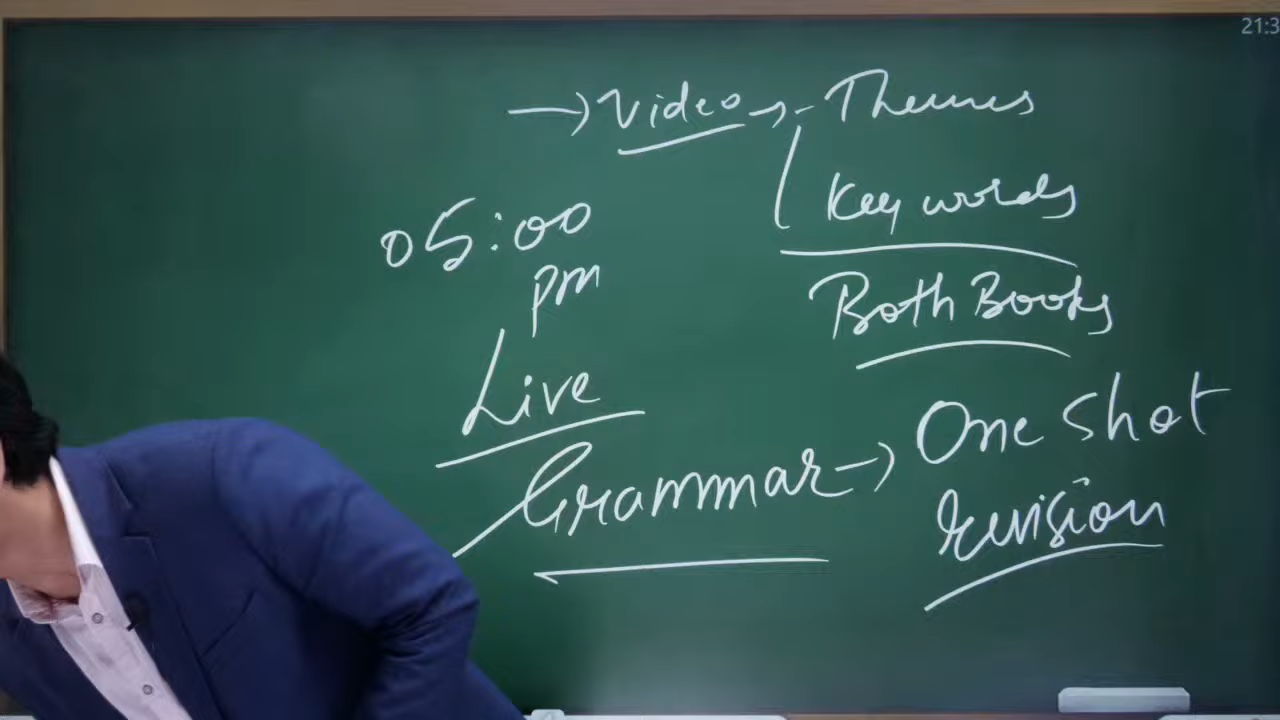 21:3
→ Video → - Themes
Key words
05:00
pm
Both Books
Live
Grammar → One Shot
revision